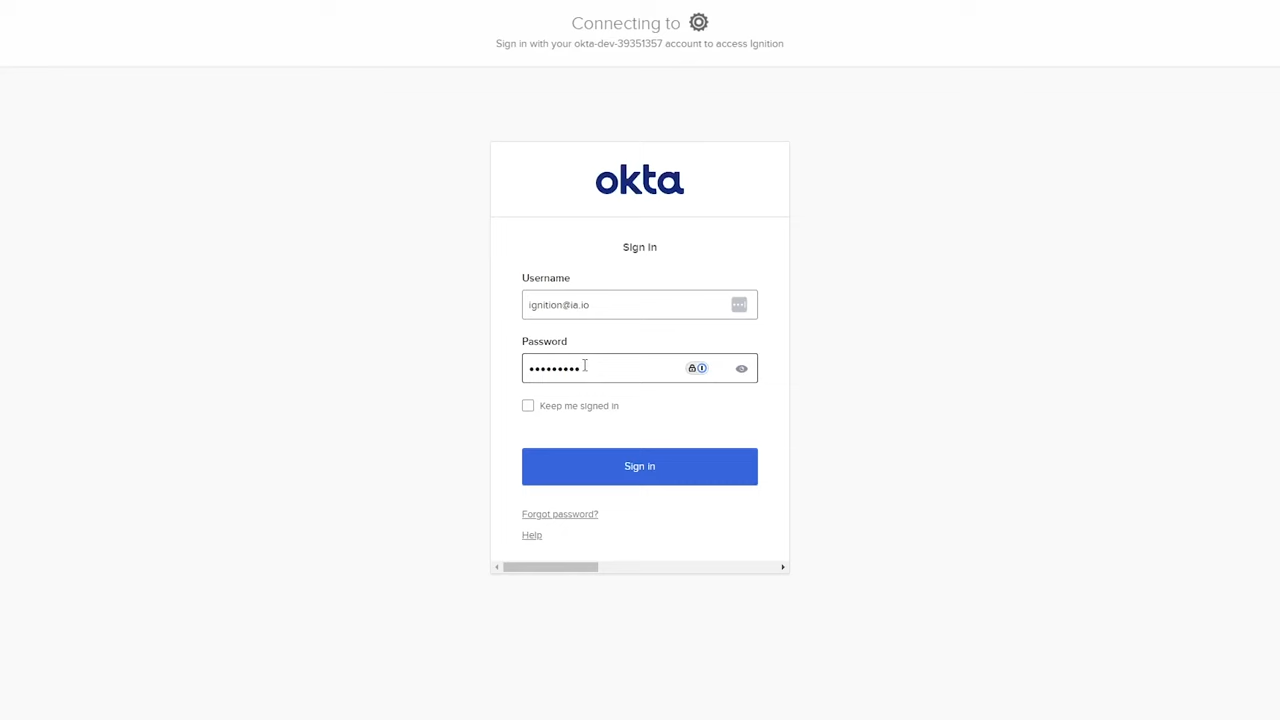 Connecting to
Sign in with your okta-dev-39351357 account to access Ignition
okta
Sign In
Username
ignition@ia.io
Password
•••••••••
Keep me signed in
Sign in
Forgot password?
Help